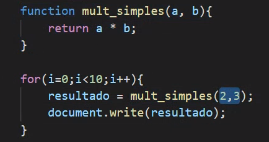 function mult_simples(a, b){
    return a * b;
}

for(i=0;i<10;i++){
    resultado = mult_simples(2,3);
    document.write(resultado);
}